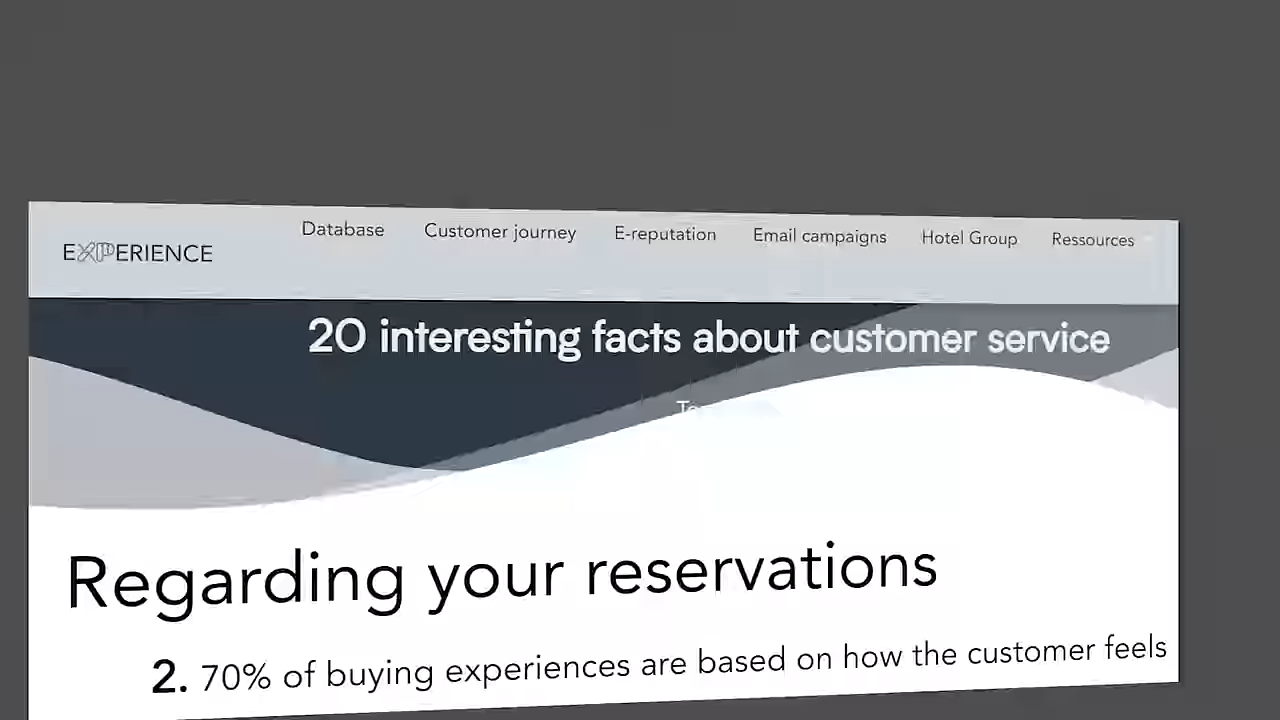 EXPERIENCE
Database Customer journey E-reputation Email campaigns Hotel Group Ressources
20 interesting facts about customer service
Regarding your reservations
2. 70% of buying experiences are based on how the customer feels